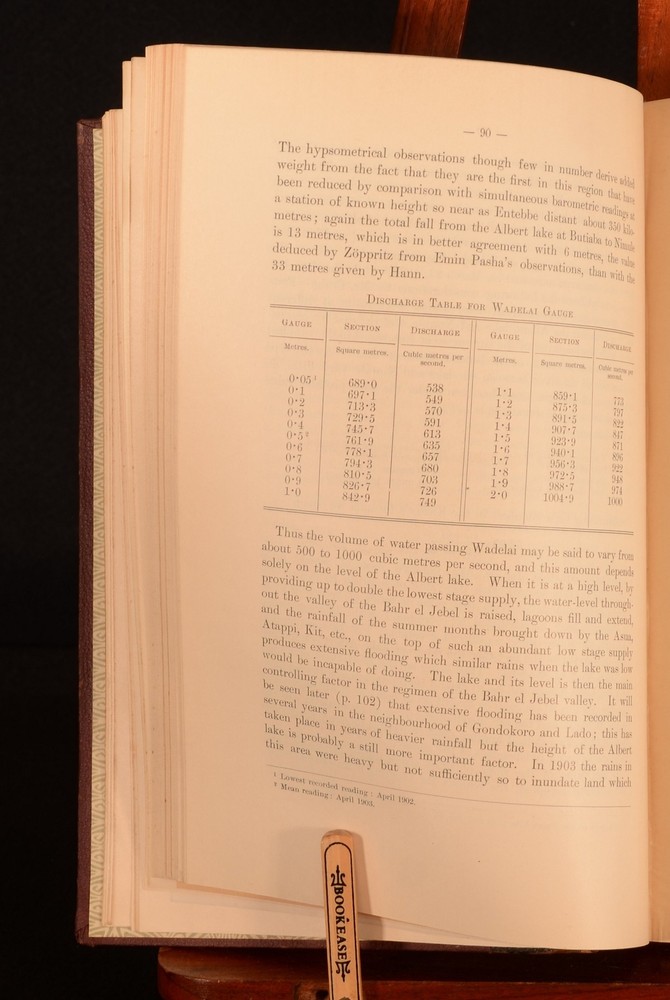 — 90 —
The hypsometrical observations though few in number derive added
weight from the fact that they are the first in this region that have
been reduced by comparison with simultaneous barometric readings at
a station of known height so near as Entebbe distant about 350 kilo-
metres; again the total fall from the Albert lake at Butiaba to Nimule
is 13 metres, which is in better agreement with 6 metres, the value
deduced by Zöppritz from Emin Pasha's observations, than with the
33 metres given by Hann.
DISCHARGE TABLE FOR WADELAI GAUGE
GAUGE SECTION DISCHARGE GAUGE SECTION DISCHARGE
Metres. Square metres. Cubic metres per second. Metres. Square metres. Cubic metres per second.
0·05¹ 689·0 538 1·1 859·1 773
0·1 697·1 549 1·2 875·3 797
0·2 713·3 570 1·3 891·5 822
0·3 729·5 591 1·4 907·7 847
0·4 745·7 613 1·5 923·9 871
0·5² 761·9 635 1·6 940·1 896
0·6 778·1 657 1·7 956·3 922
0·7 794·3 680 1·8 972·5 948
0·8 810·5 703 1·9 988·7 974
0·9 826·7 726 2·0 1004·9 1000
1·0 842·9 749
Thus the volume of water passing Wadelai may be said to vary from
about 500 to 1000 cubic metres per second, and this amount depends
solely on the level of the Albert lake. When it is at a high level, by
providing up to double the lowest stage supply, the water-level through-
out the valley of the Bahr el Jebel is raised, lagoons fill and extend,
and the rainfall of the summer months brought down by the Asua,
Atappi, Kit, etc., on the top of such an abundant low stage supply
produces extensive flooding which similar rains when the lake was low
would be incapable of doing. The lake and its level is then the main
controlling factor in the regimen of the Bahr el Jebel valley. It will
be seen later (p. 102) that extensive flooding has been recorded in
several years in the neighbourhood of Gondokoro and Lado; this has
taken place in years of heavier rainfall but the height of the Albert
lake is probably a still more important factor. In 1903 the rains in
this area were heavy but not sufficiently so to inundate land which
¹ Lowest recorded reading: April 1902.
² Mean reading: April 1903.
BOOKEASE